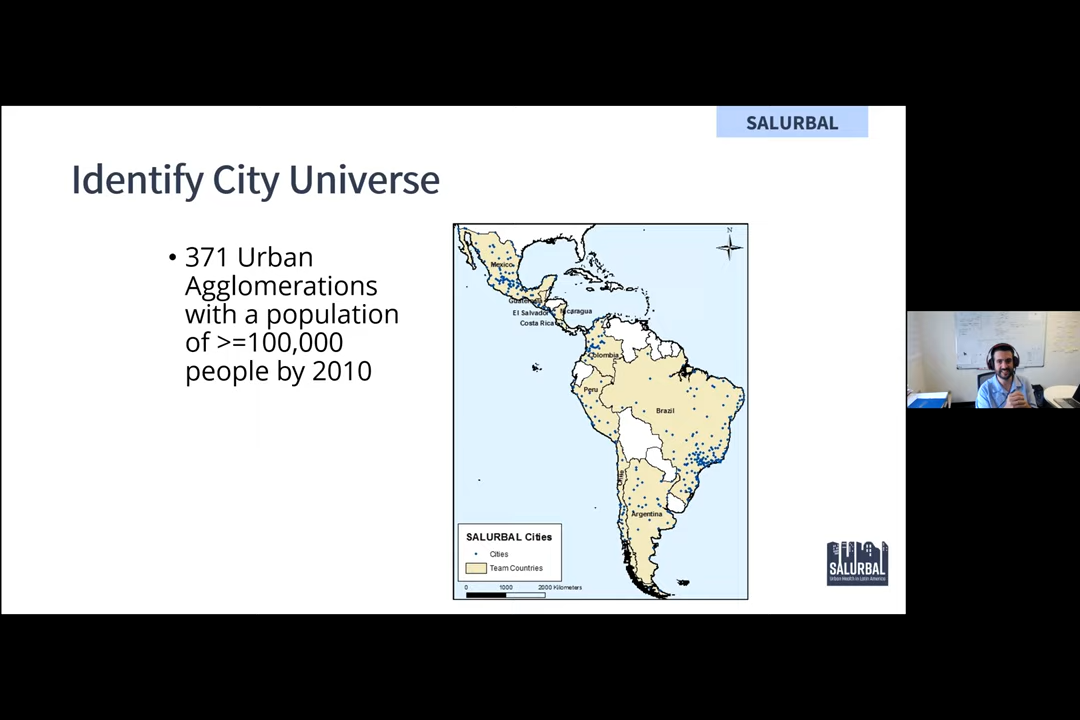 SALURBAL
Identify City Universe
• 371 Urban
Agglomerations
with a population
of >=100,000
people by 2010
N
Mexico
Guatemala
El Salvador
Nicaragua
Costa Rica
Colombia
Peru
Brazil
Chile
Argentina
SALURBAL Cities
Cities
Team Countries
0 1000 2000 Kilometers
SALURBAL
Urban Health in Latin America